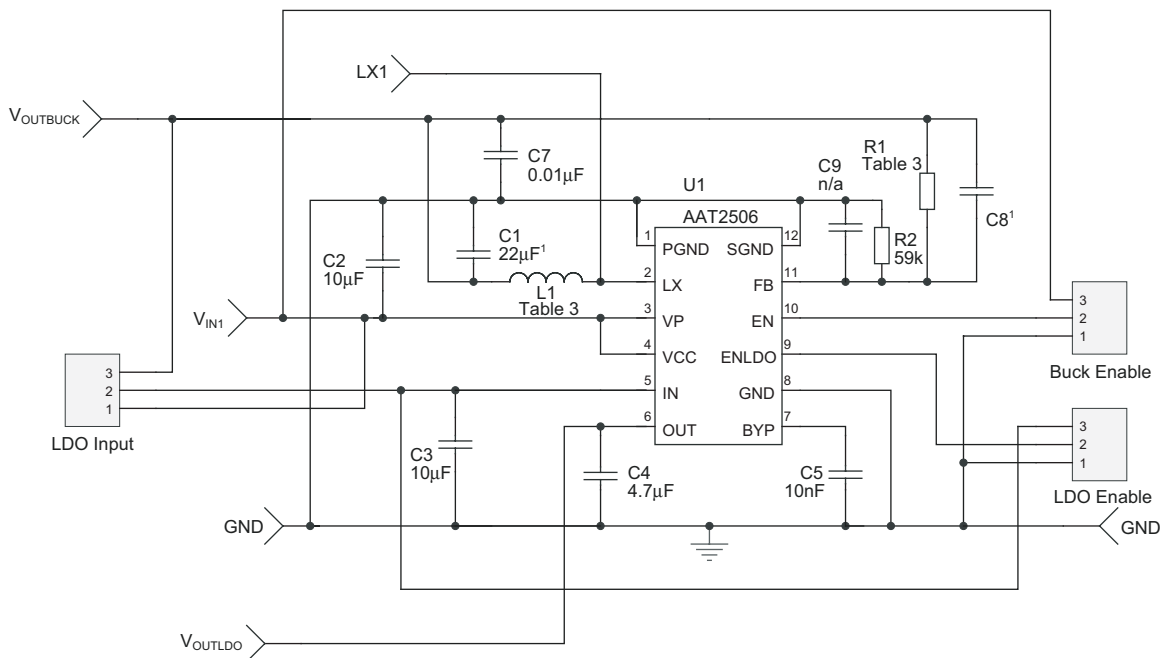 LX1
VOUTBUCK
C7
0.01μF
C9
n/a
R1
Table 3
U1
AAT2506
C8¹
C1
22μF¹
C2
10μF
L1
Table 3
R2
59k
1 PGND SGND 12
2 LX FB 11
3 VP EN 10
4 VCC ENLDO 9
5 IN GND 8
6 OUT BYP 7
VIN1
3
2
1
LDO Input
3
2
1
Buck Enable
3
2
1
LDO Enable
C3
10μF
C4
4.7μF
C5
10nF
GND
GND
VOUTLDO